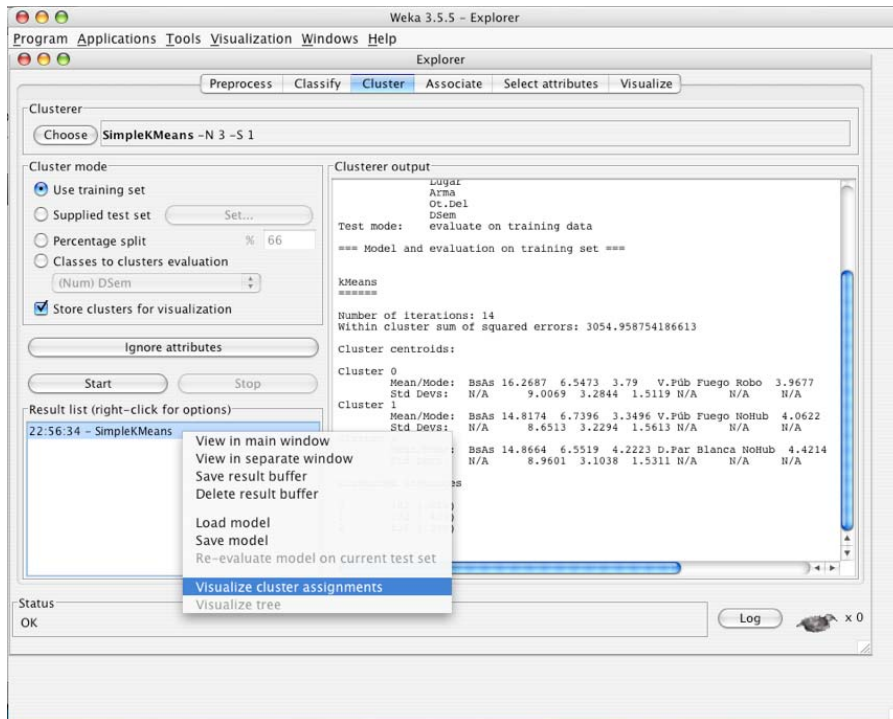 Weka 3.5.5 - Explorer
Program Applications Tools Visualization Windows Help
Explorer
Preprocess Classify Cluster Associate Select attributes Visualize
Clusterer
Choose SimpleKMeans -N 3 -S 1
Cluster mode
Use training set
Supplied test set Set...
Percentage split % 66
Classes to clusters evaluation
(Num) DSem
Store clusters for visualization
Ignore attributes
Start Stop
Result list (right-click for options)
22:56:34 - SimpleKMeans
View in main window
View in separate window
Save result buffer
Delete result buffer
Load model
Save model
Re-evaluate model on current test set
Visualize cluster assignments
Visualize tree
Clusterer output
Lugar
Arma
Ot.Del
DSem
Test mode: evaluate on training data
=== Model and evaluation on training set ===
kMeans
======
Number of iterations: 14
Within cluster sum of squared errors: 3054.958754186613
Cluster centroids:
Cluster 0
Mean/Mode: BsAs 16.2687 6.5473 3.79 V.Púb Fuego Robo 3.9677
Std Devs: N/A 9.0069 3.2844 1.5119 N/A N/A N/A
Cluster 1
Mean/Mode: BsAs 14.8174 6.7396 3.3496 V.Púb Fuego NoHub 4.0622
Std Devs: N/A 8.6513 3.2294 1.5613 N/A N/A N/A
BsAs 14.8664 6.5519 4.2223 D.Par Blanca NoHub 4.4214
N/A 8.9601 3.1038 1.5311 N/A N/A N/A
Status
OK
Log
x 0